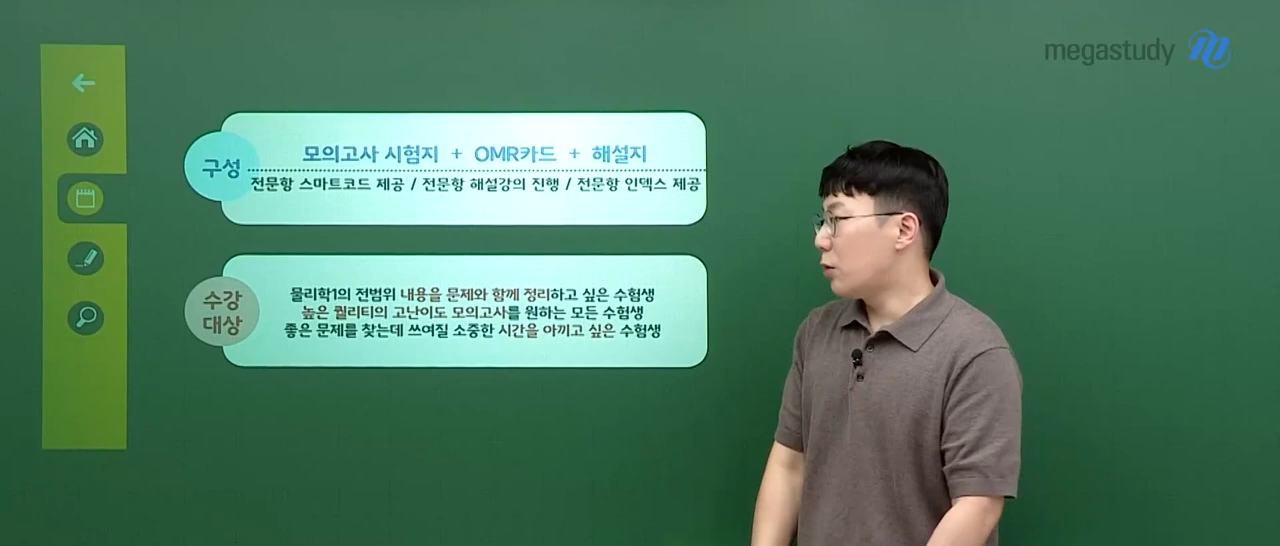 megastudy
구성
모의고사 시험지 + OMR카드 + 해설지
전문항 스마트코드 제공 / 전문항 해설강의 진행 / 전문항 인덱스 제공
수강
대상
물리학1의 전범위 내용을 문제와 함께 정리하고 싶은 수험생
높은 퀄리티의 고난이도 모의고사를 원하는 모든 수험생
좋은 문제를 찾는데 쓰여질 소중한 시간을 아끼고 싶은 수험생